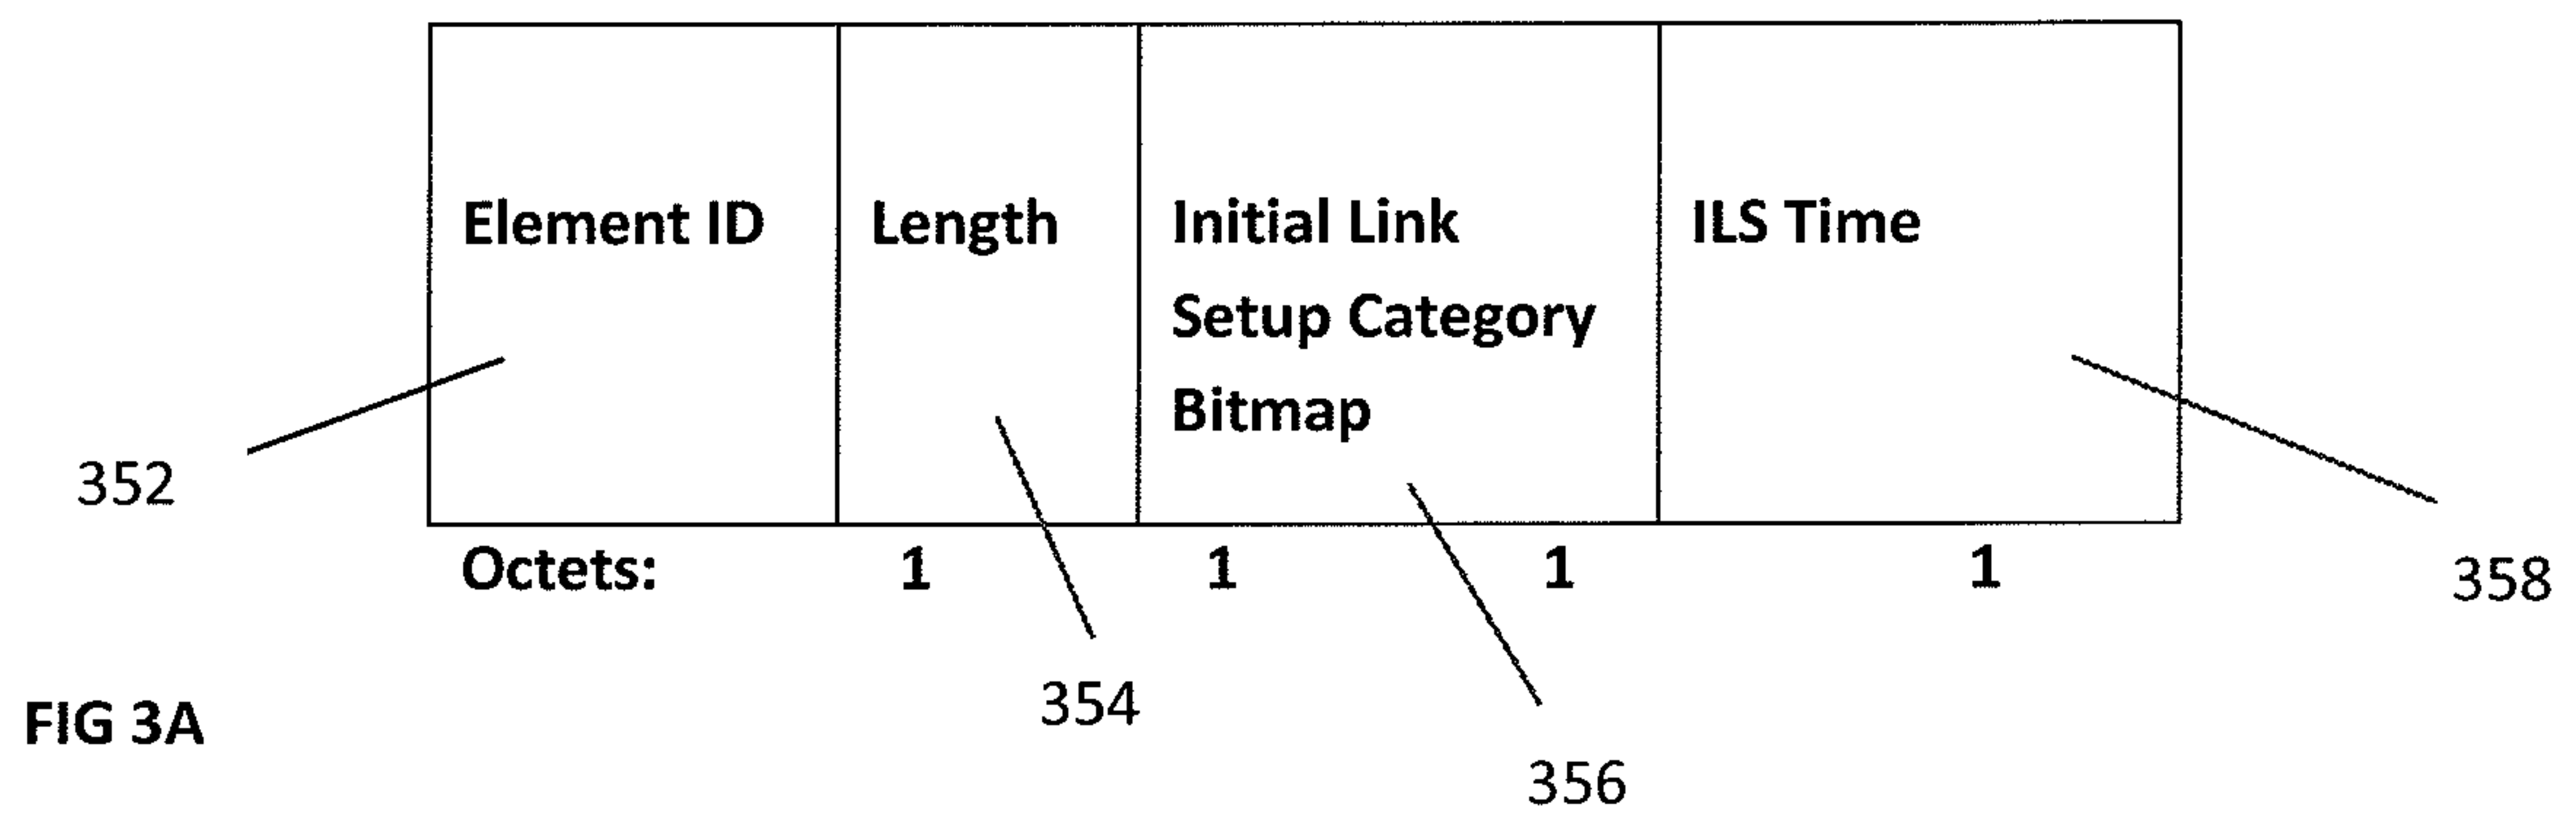 Element ID
Length
Initial Link
Setup Category
Bitmap
ILS Time
352
Octets: 1 1 1 1
358
354
FIG 3A
356